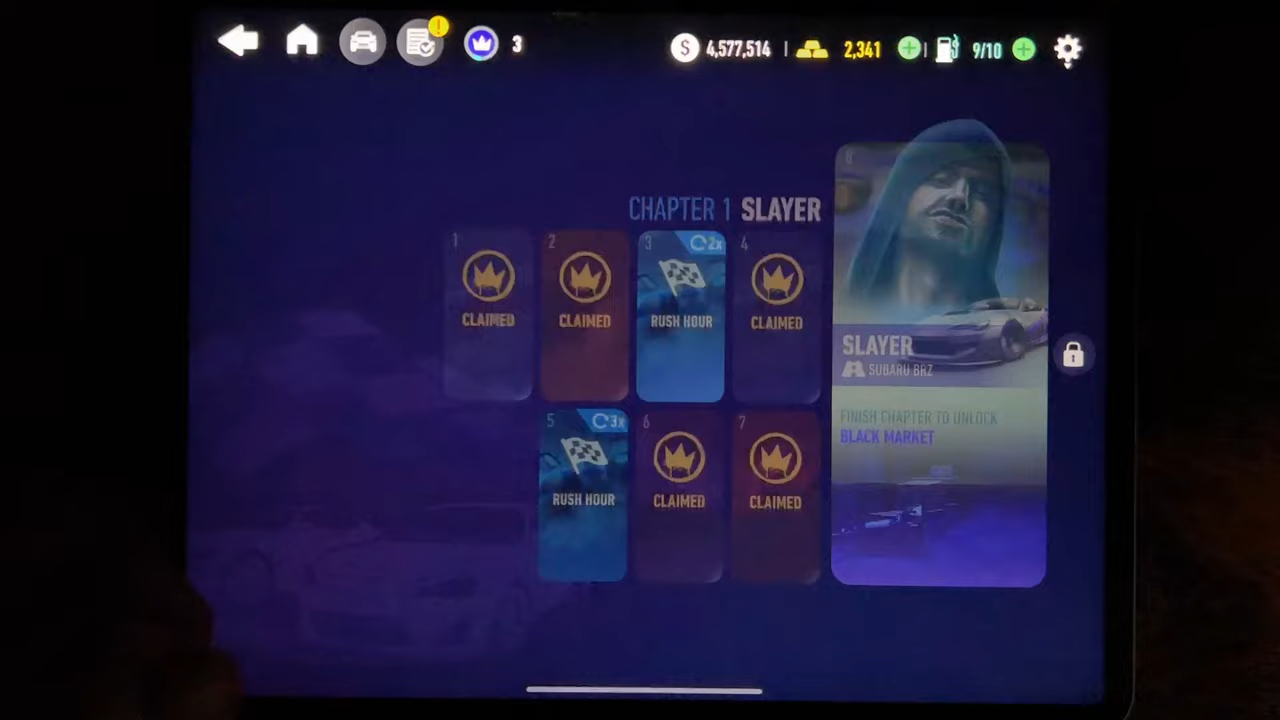 3
$ 4,577,514
2,341
9/10
CHAPTER 1 SLAYER
1
CLAIMED
2
CLAIMED
3
2x
RUSH HOUR
4
CLAIMED
5
3x
RUSH HOUR
6
CLAIMED
7
CLAIMED
8
SLAYER
SUBARU BRZ
FINISH CHAPTER TO UNLOCK
BLACK MARKET